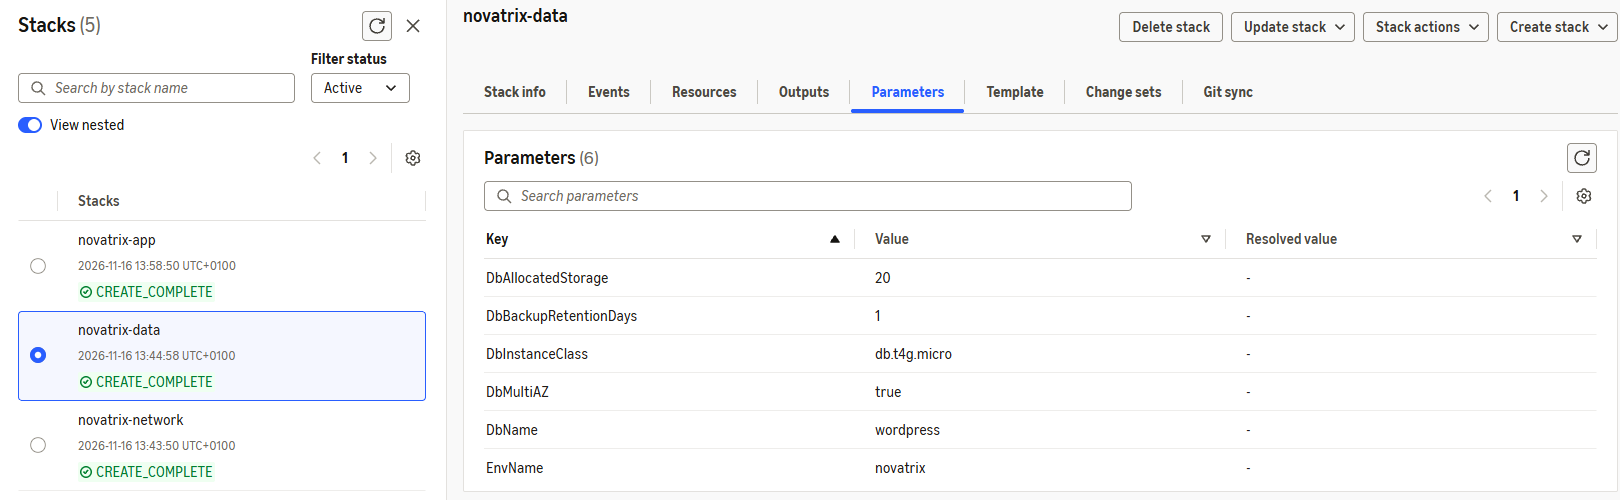 Stacks (5)
Filter status
Search by stack name
Active
View nested
1
Stacks
novatrix-app
2026-11-16 13:58:50 UTC+0100
CREATE_COMPLETE
novatrix-data
2026-11-16 13:44:58 UTC+0100
CREATE_COMPLETE
novatrix-network
2026-11-16 13:43:50 UTC+0100
CREATE_COMPLETE
novatrix-data
Delete stack Update stack Stack actions Create stack
Stack info Events Resources Outputs Parameters Template Change sets Git sync
Parameters (6)
Search parameters
1
Key Value Resolved value
DbAllocatedStorage 20 -
DbBackupRetentionDays 1 -
DbInstanceClass db.t4g.micro -
DbMultiAZ true -
DbName wordpress -
EnvName novatrix -